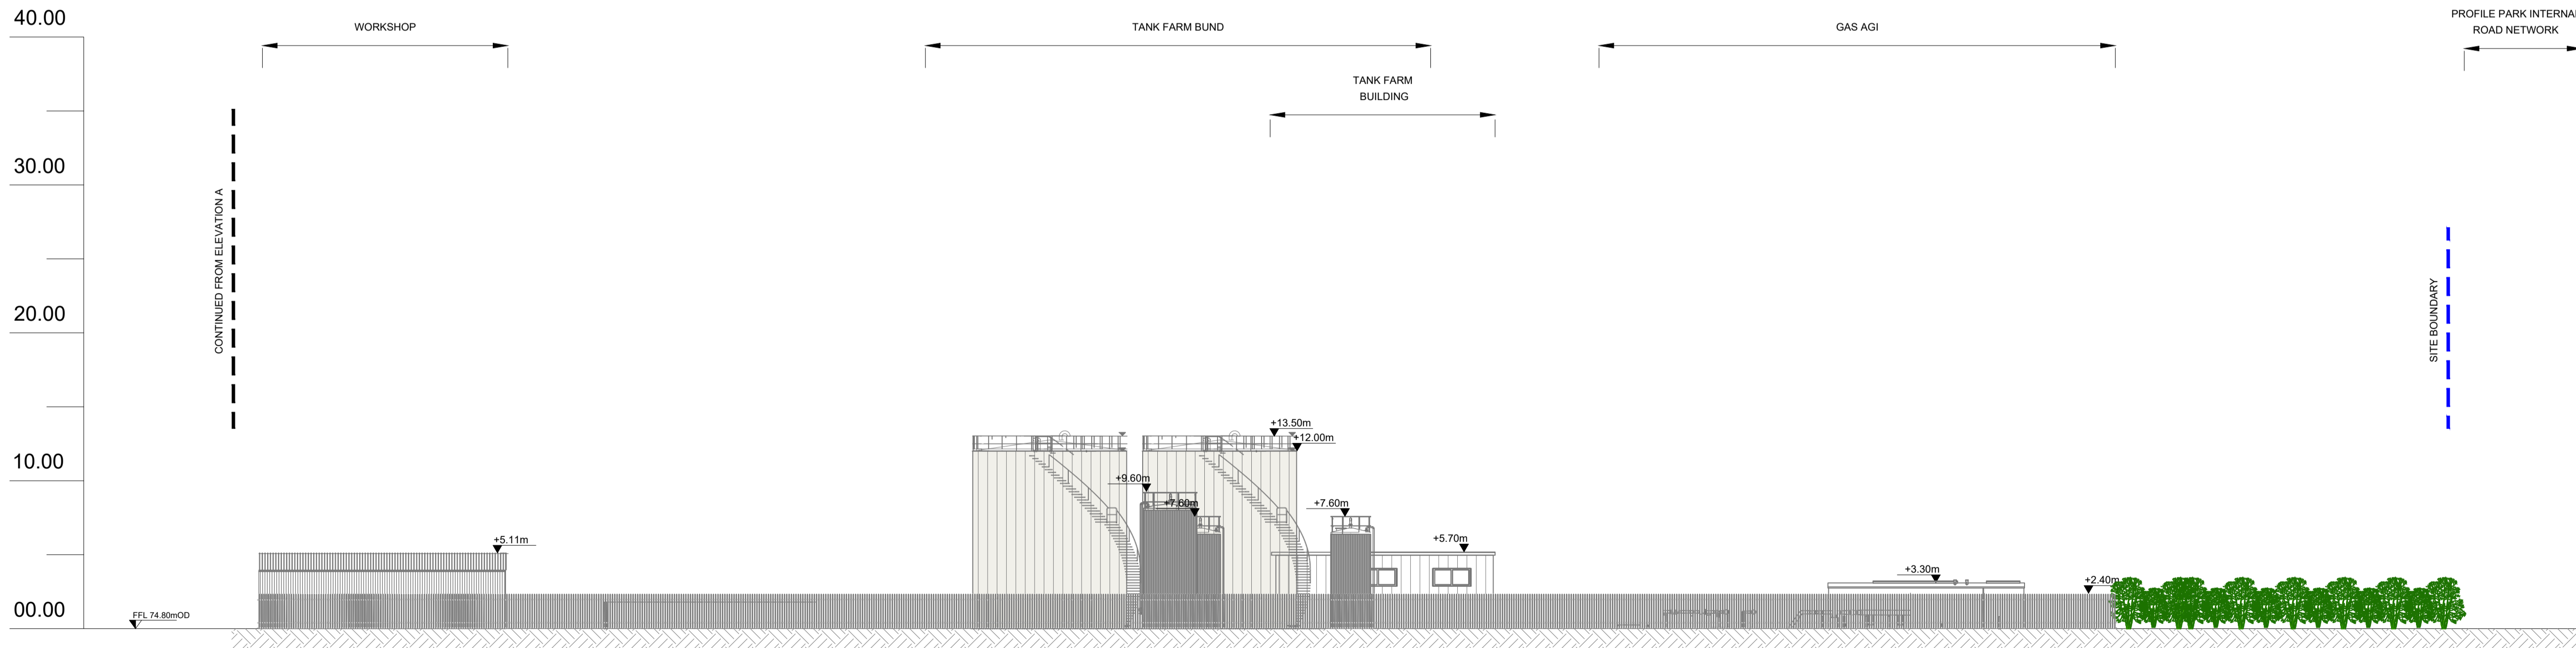 40.00
WORKSHOP
TANK FARM BUND
GAS AGI
PROFILE PARK INTERNAL
ROAD NETWORK
TANK FARM
BUILDING
30.00
CONTINUED FROM ELEVATION A
20.00
SITE BOUNDARY
10.00
+13.50m
+12.00m
+9.60m
+7.60m
+7.60m
+5.11m
+5.70m
+3.30m
+2.40m
00.00
FFL 74.80mOD